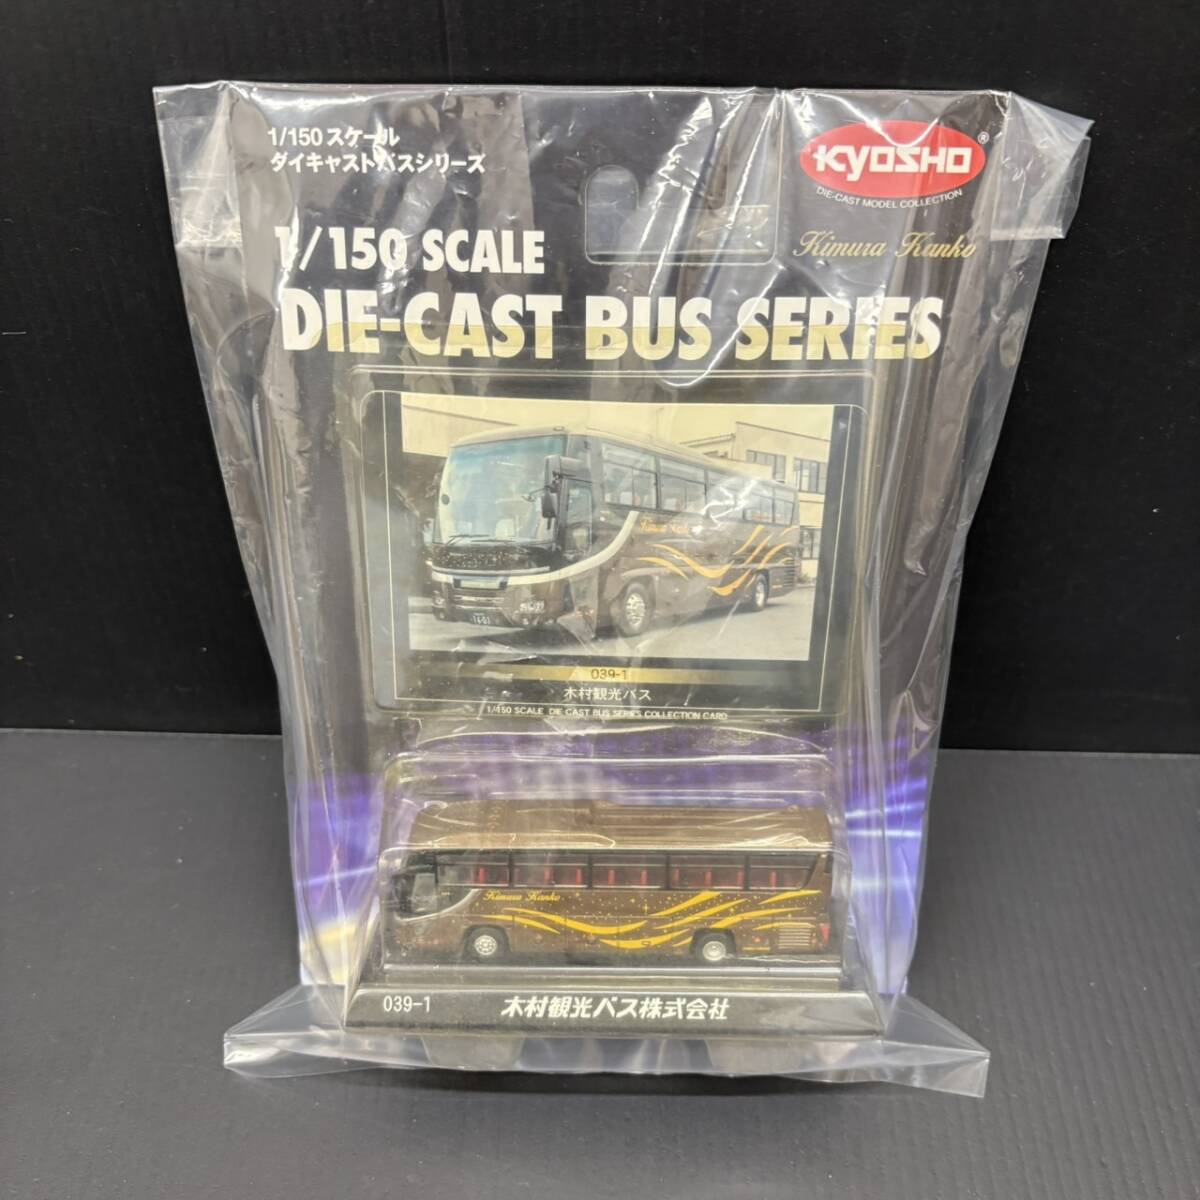 1/150スケール
ダイキャストバスシリーズ
KYOSHO®
DIE-CAST MODEL COLLECTION
Kimura Kanko
1/150 SCALE
DIE-CAST BUS SERIES
Kimura Kanko
039-1
木村観光バス
1/150 SCALE DIE-CAST BUS SERIES COLLECTION CARD
Kimura Kanko
039-1 木村観光バス株式会社